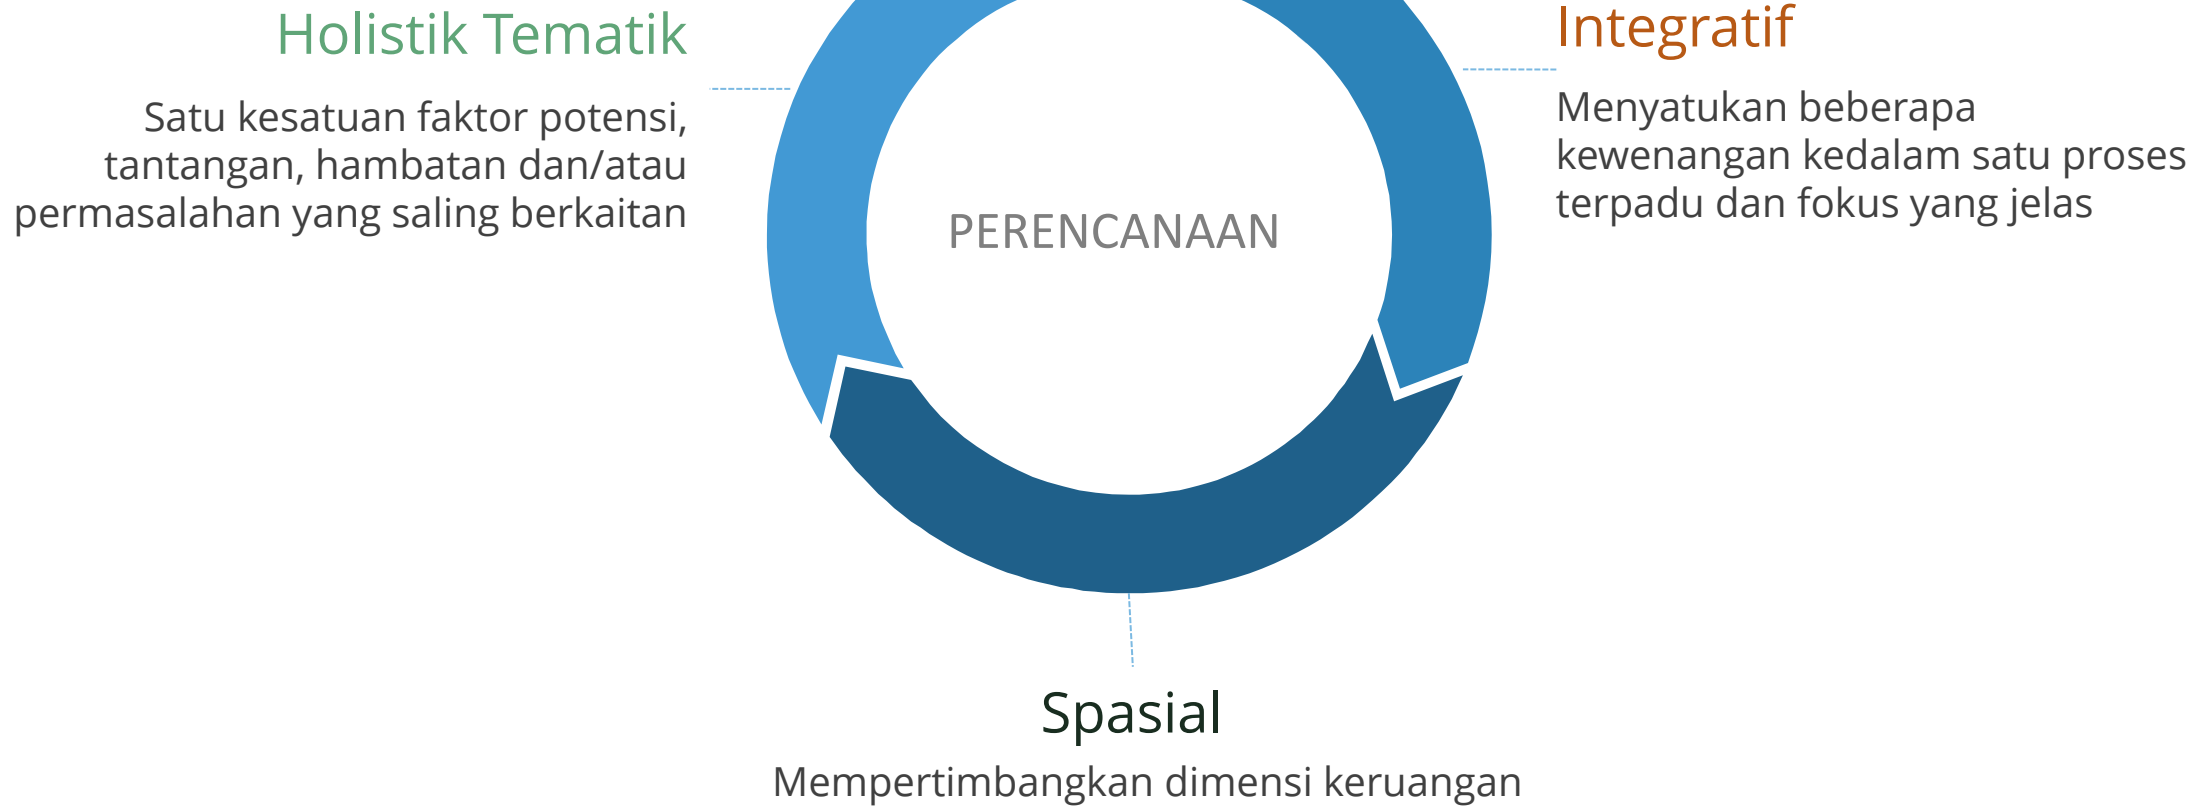 Holistik Tematik
Satu kesatuan faktor potensi,
tantangan, hambatan dan/atau
permasalahan yang saling berkaitan
PERENCANAAN
Integratif
Menyatukan beberapa
kewenangan kedalam satu proses
terpadu dan fokus yang jelas
Spasial
Mempertimbangkan dimensi keruangan